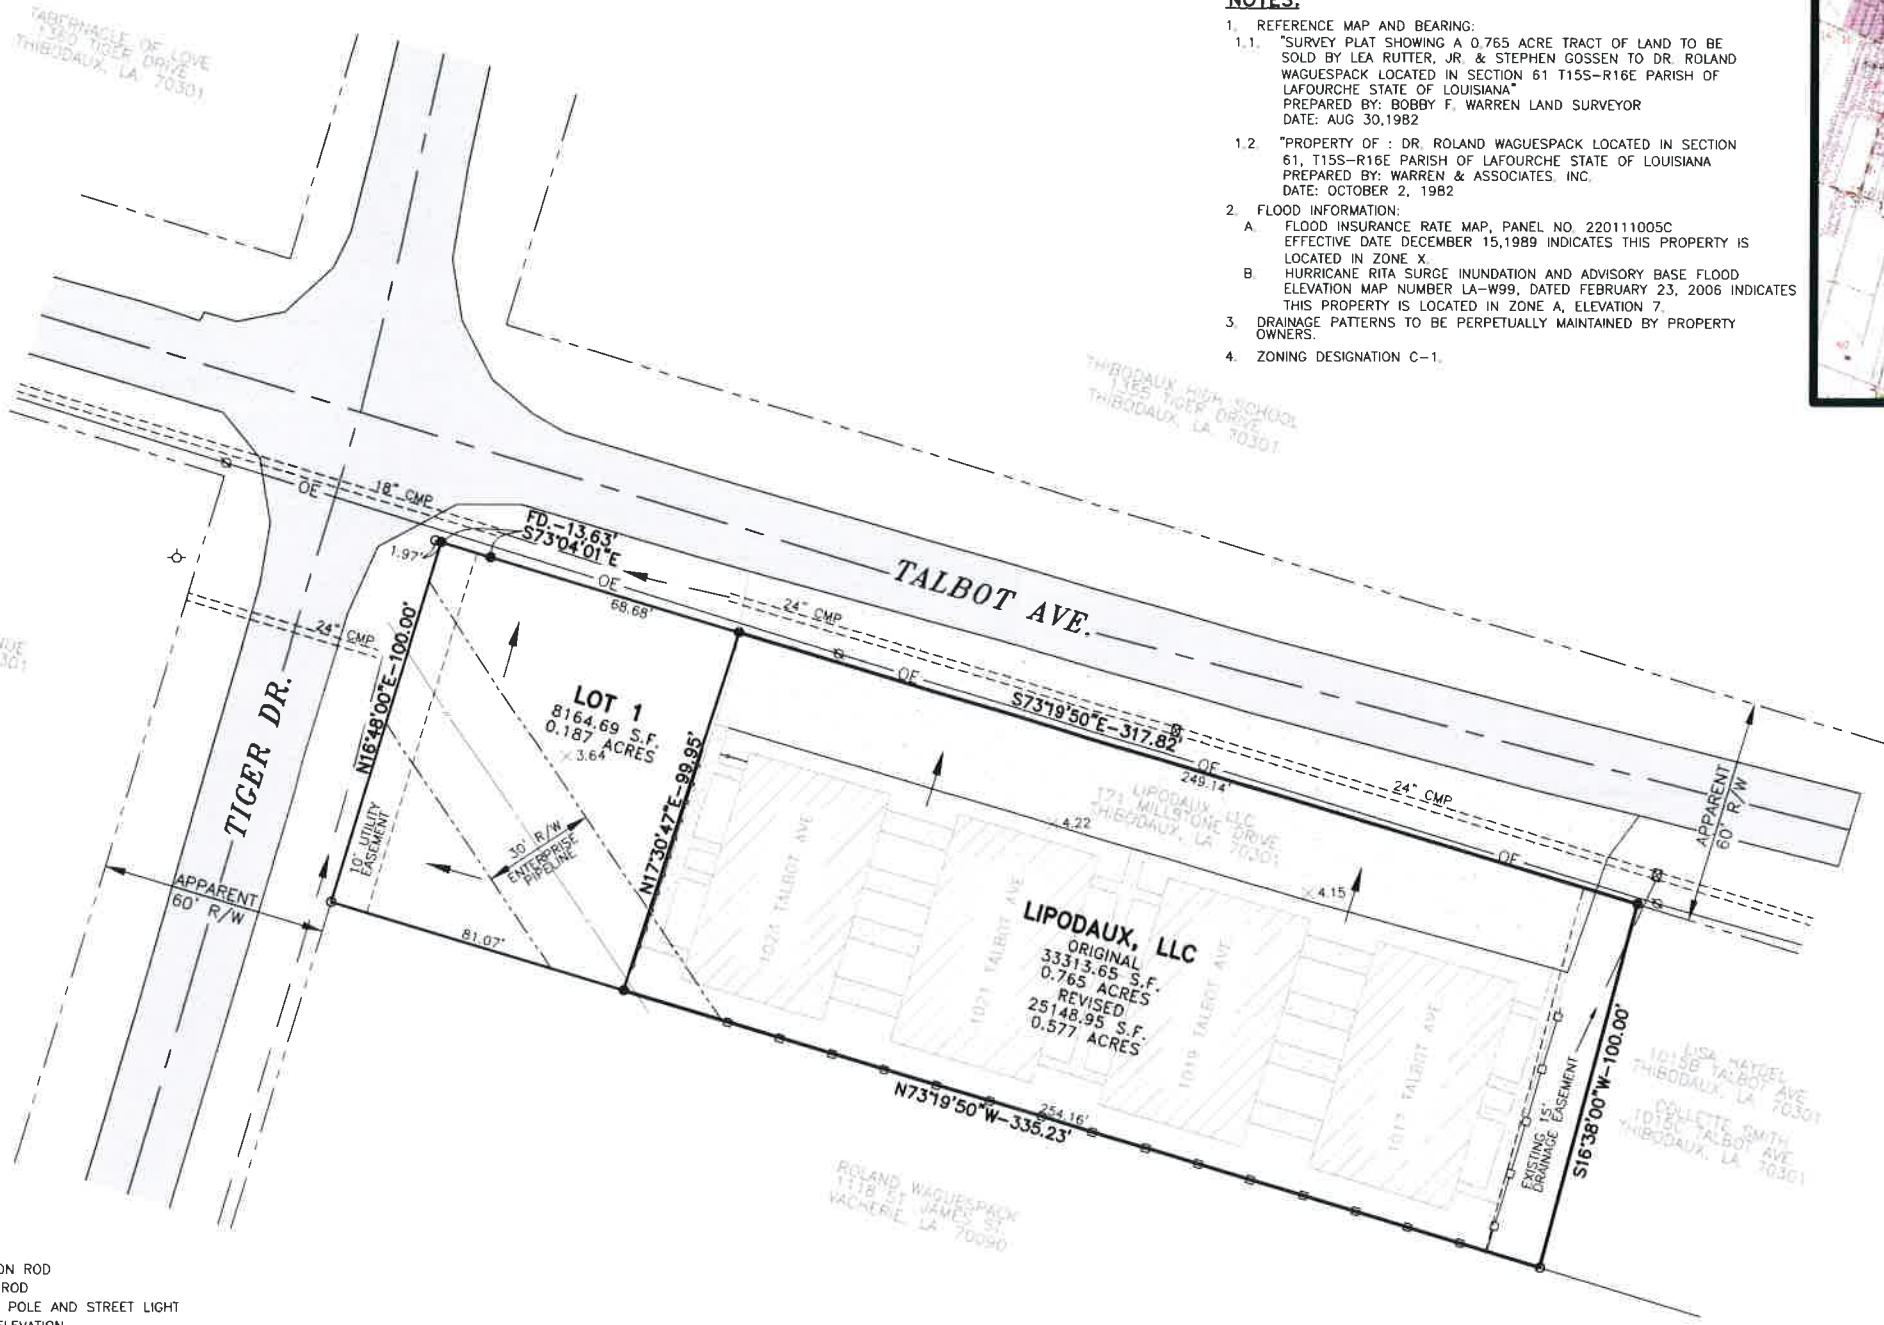 TABERNACLE OF LOVE
1380 TIGER DRIVE
THIBODAUX, LA 70301
NOTES:
1. REFERENCE MAP AND BEARING:
1.1. "SURVEY PLAT SHOWING A 0.765 ACRE TRACT OF LAND TO BE
SOLD BY LEA RUTTER, JR. & STEPHEN GOSSEN TO DR. ROLAND
WAGUESPACK LOCATED IN SECTION 61 T15S-R16E PARISH OF
LAFOURCHE STATE OF LOUISIANA"
PREPARED BY: BOBBY F. WARREN LAND SURVEYOR
DATE: AUG 30,1982
1.2. "PROPERTY OF : DR. ROLAND WAGUESPACK LOCATED IN SECTION
61, T15S-R16E PARISH OF LAFOURCHE STATE OF LOUISIANA
PREPARED BY: WARREN & ASSOCIATES, INC.
DATE: OCTOBER 2, 1982
2. FLOOD INFORMATION:
A. FLOOD INSURANCE RATE MAP, PANEL NO. 220111005C
EFFECTIVE DATE DECEMBER 15,1989 INDICATES THIS PROPERTY IS
LOCATED IN ZONE X.
B. HURRICANE RITA SURGE INUNDATION AND ADVISORY BASE FLOOD
ELEVATION MAP NUMBER LA-W99, DATED FEBRUARY 23, 2006 INDICATES
THIS PROPERTY IS LOCATED IN ZONE A, ELEVATION 7.
3. DRAINAGE PATTERNS TO BE PERPETUALLY MAINTAINED BY PROPERTY
OWNERS.
4. ZONING DESIGNATION C-1.
THIBODAUX HIGH SCHOOL
1355 TIGER DRIVE
THIBODAUX, LA 70301
OE
18" CMP
FD.-13.63'
S73°04'01"E
1.97'
OE
68.68'
24" CMP
TALBOT AVE.
24" CMP
OE
S73°19'50"E-317.82'
OE
249.14'
24" CMP
OE
APPARENT
60' R/W
N16°48'00"E-100.00'
TIGER DR.
LOT 1
8164.69 S.F.
0.187 ACRES
3.64
N17°30'47"E-99.95'
10' UTILITY
EASEMENT
30' R/W
ENTERPRISE
PIPELINE
APPARENT
60' R/W
81.07'
LIPODAUX, LLC
MILLSTONE DRIVE
THIBODAUX, LA 70301
4.22
4.15
TALBOT AVE
1021 TALBOT AVE
1019 TALBOT AVE
1017 TALBOT AVE
LIPODAUX, LLC
ORIGINAL
33313.65 S.F.
0.765 ACRES
REVISED
25148.95 S.F.
0.577 ACRES
254.16'
N73°19'50"W-335.23'
EXISTING 15'
DRAINAGE EASEMENT
S16°38'00"W-100.00'
TALBOT AVE
THIBODAUX, LA 70301
COLLETTE SMITH
TALBOT AVE
THIBODAUX, LA 70301
ROLAND WAGUESPACK
1118 ST. JAMES ST.
VACHERIE, LA 70090
ON ROD
ROD
POLE AND STREET LIGHT
ELEVATION